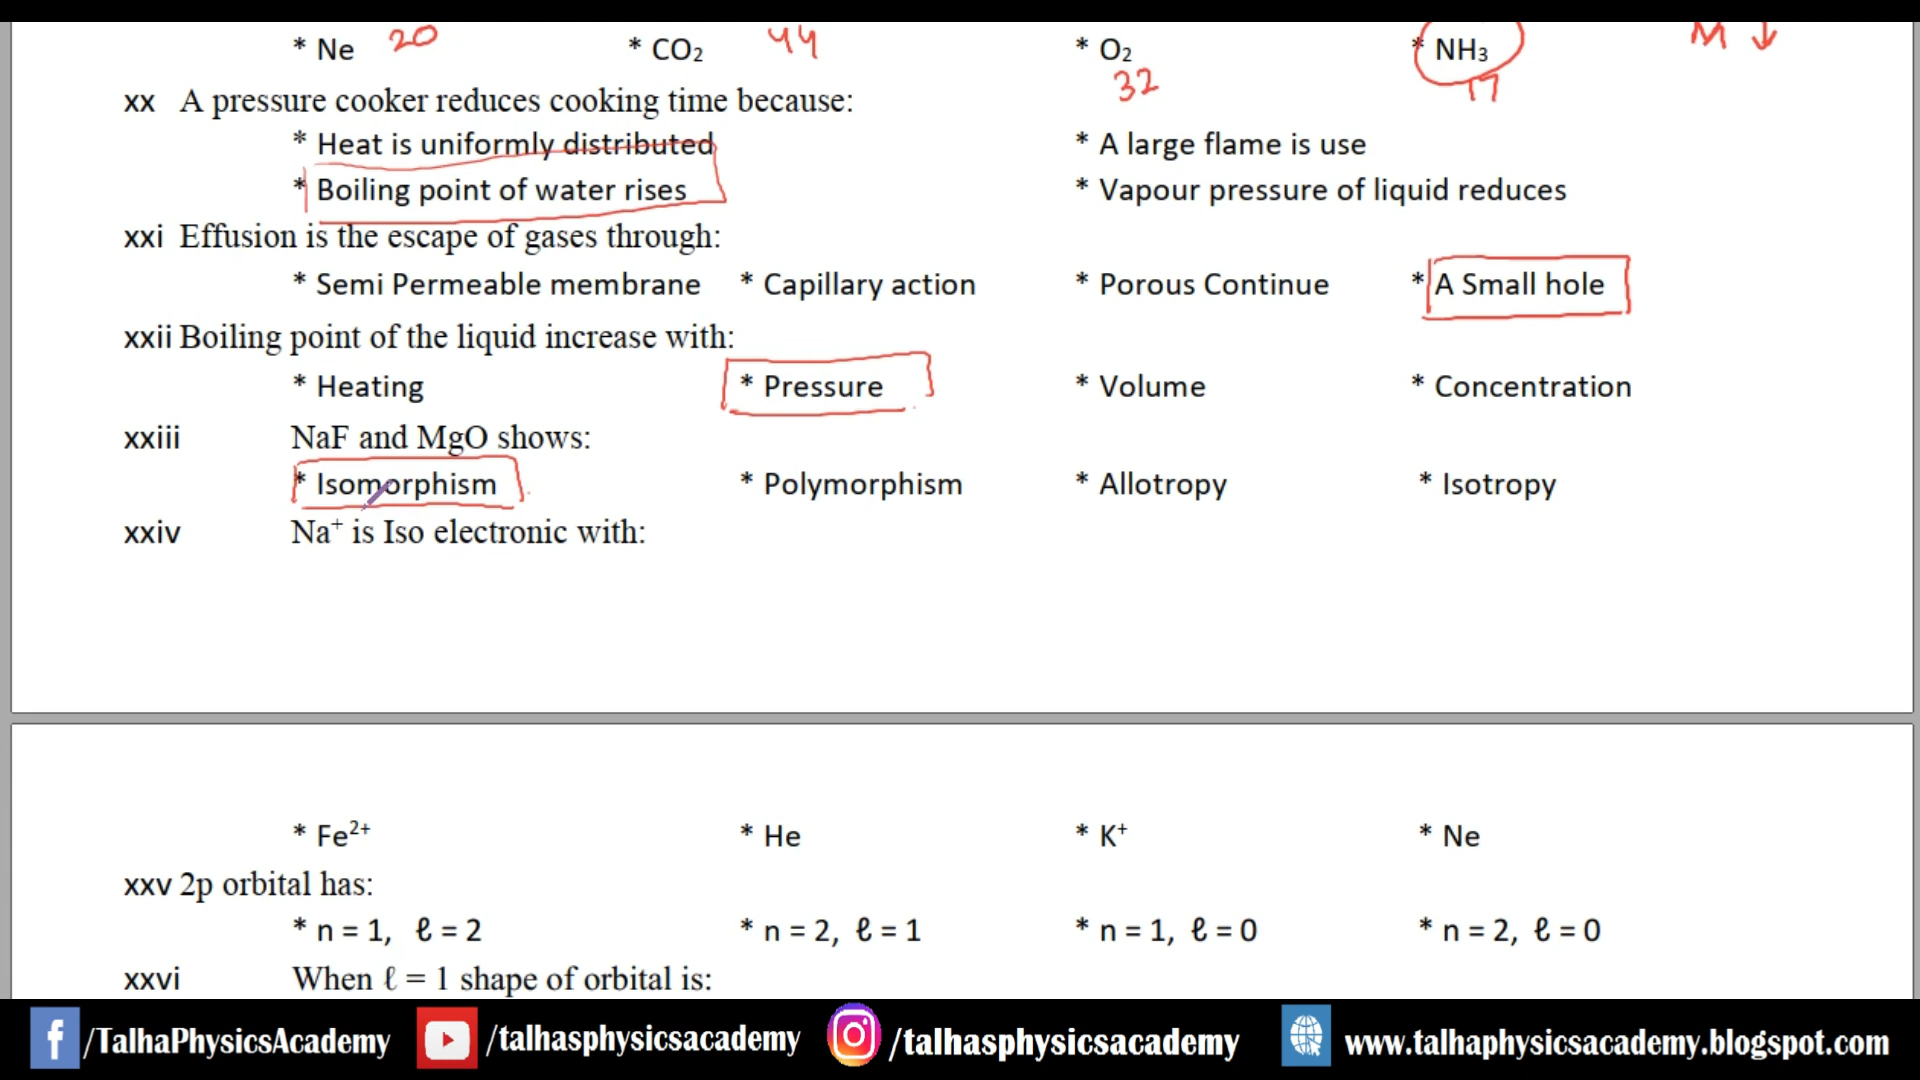 * Ne 20 * CO₂ 44 * O₂ * NH₃ M ↓
32 17
xx A pressure cooker reduces cooking time because:
* Heat is uniformly distributed * A large flame is use
* Boiling point of water rises * Vapour pressure of liquid reduces
xxi Effusion is the escape of gases through:
* Semi Permeable membrane * Capillary action * Porous Continue * A Small hole
xxii Boiling point of the liquid increase with:
* Heating * Pressure * Volume * Concentration
xxiii NaF and MgO shows:
* Isomorphism * Polymorphism * Allotropy * Isotropy
xxiv Na⁺ is Iso electronic with:
* Fe²⁺ * He * K⁺ * Ne
xxv 2p orbital has:
* n = 1, ℓ = 2 * n = 2, ℓ = 1 * n = 1, ℓ = 0 * n = 2, ℓ = 0
xxvi When ℓ = 1 shape of orbital is:
/TalhaPhysicsAcademy /talhasphysicsacademy /talhasphysicsacademy www.talhaphysicsacademy.blogspot.com